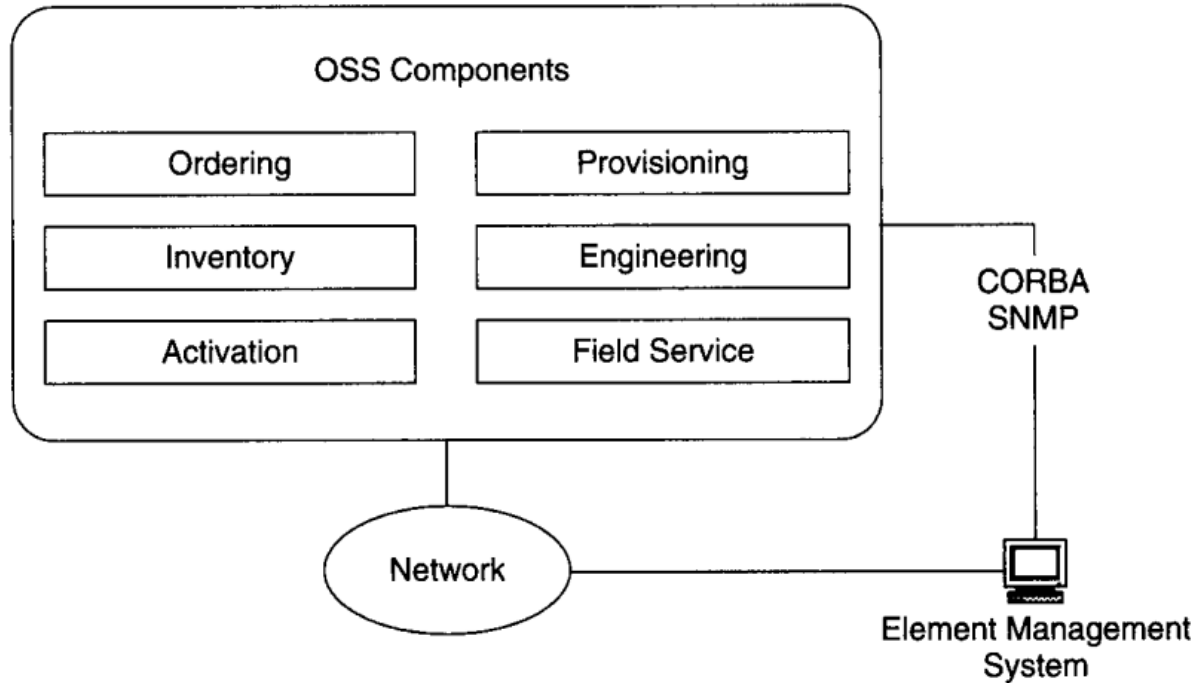 OSS Components
Ordering
Provisioning
Inventory
Engineering
Activation
Field Service
CORBA
SNMP
Network
Element Management
System